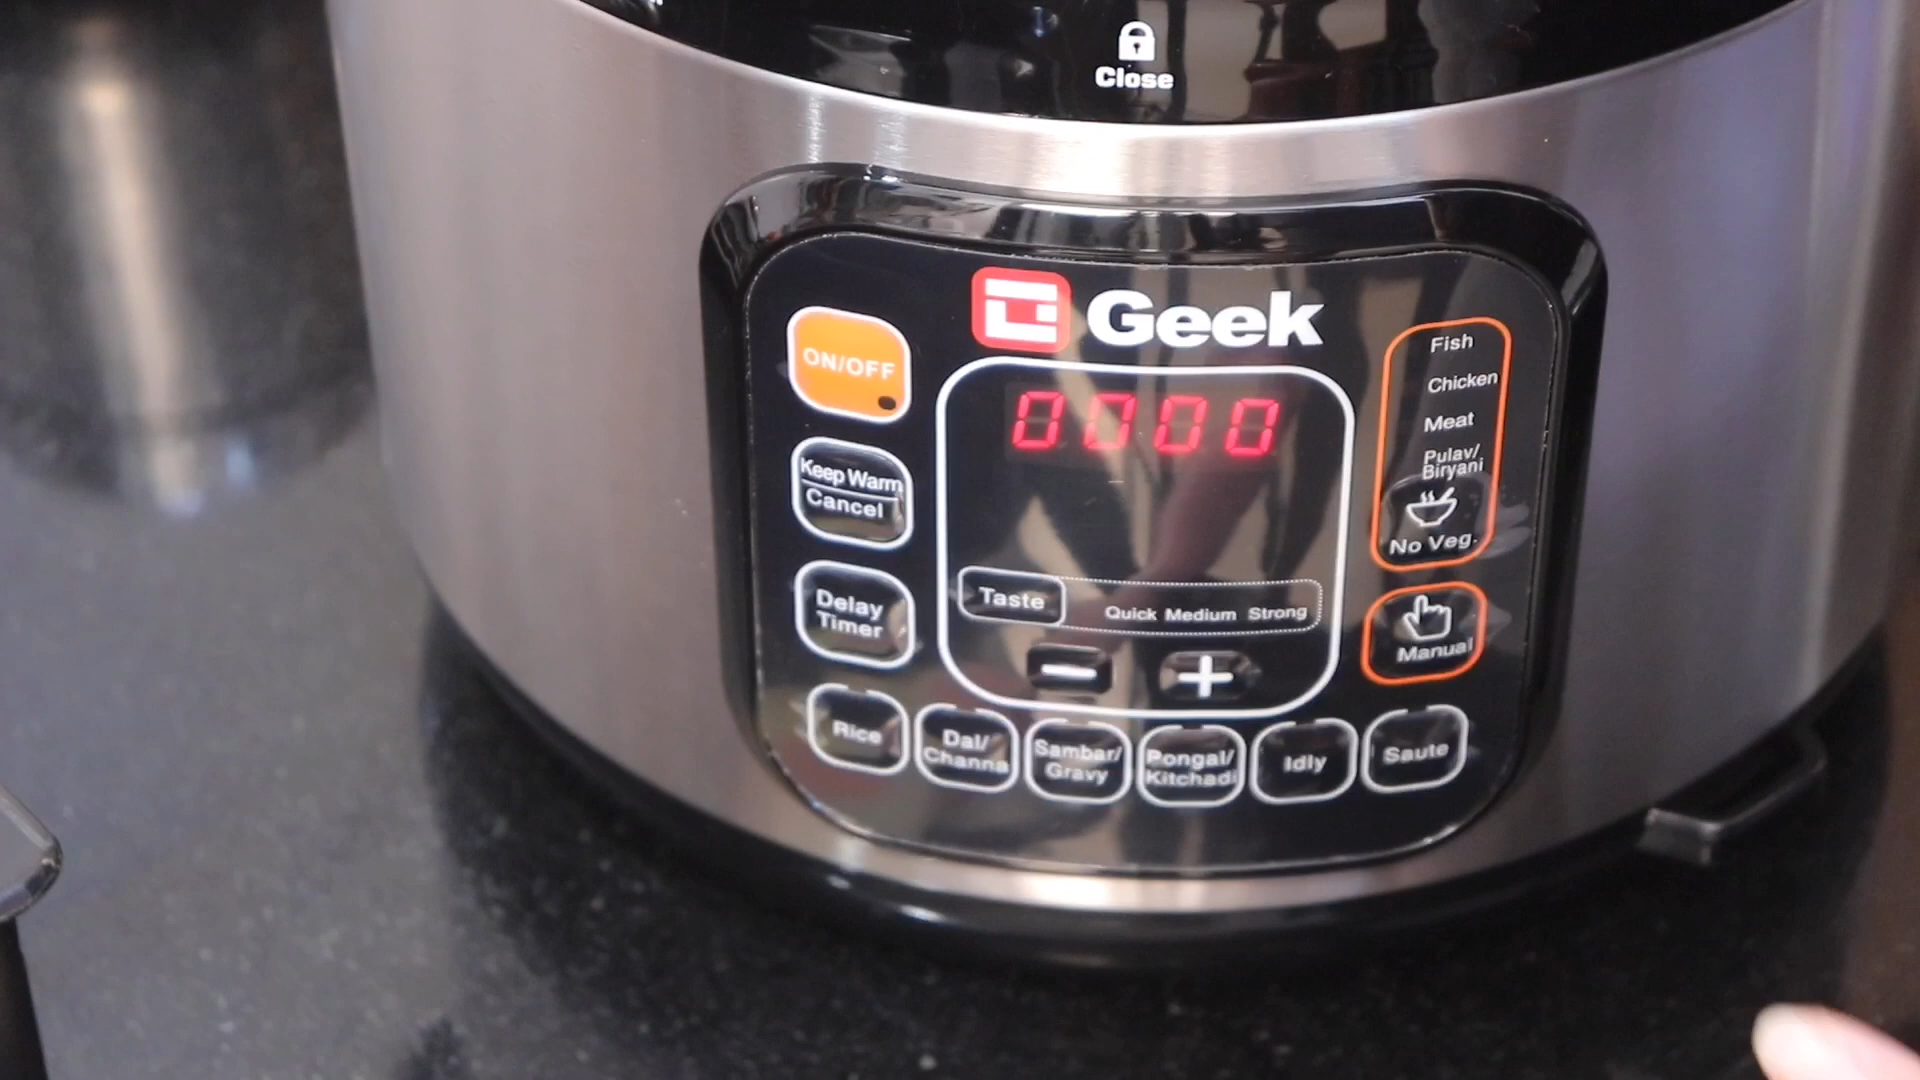 Close
Geek
ON/OFF
0000
Fish
Chicken
Meat
Pulav/
Biryani
No Veg.
Keep Warm
Cancel
Delay
Timer
Taste
Quick Medium Strong
Manual
− +
Rice
Dal/
Channa
Sambar/
Gravy
Pongal/
Kitchadi
Idly
Saute